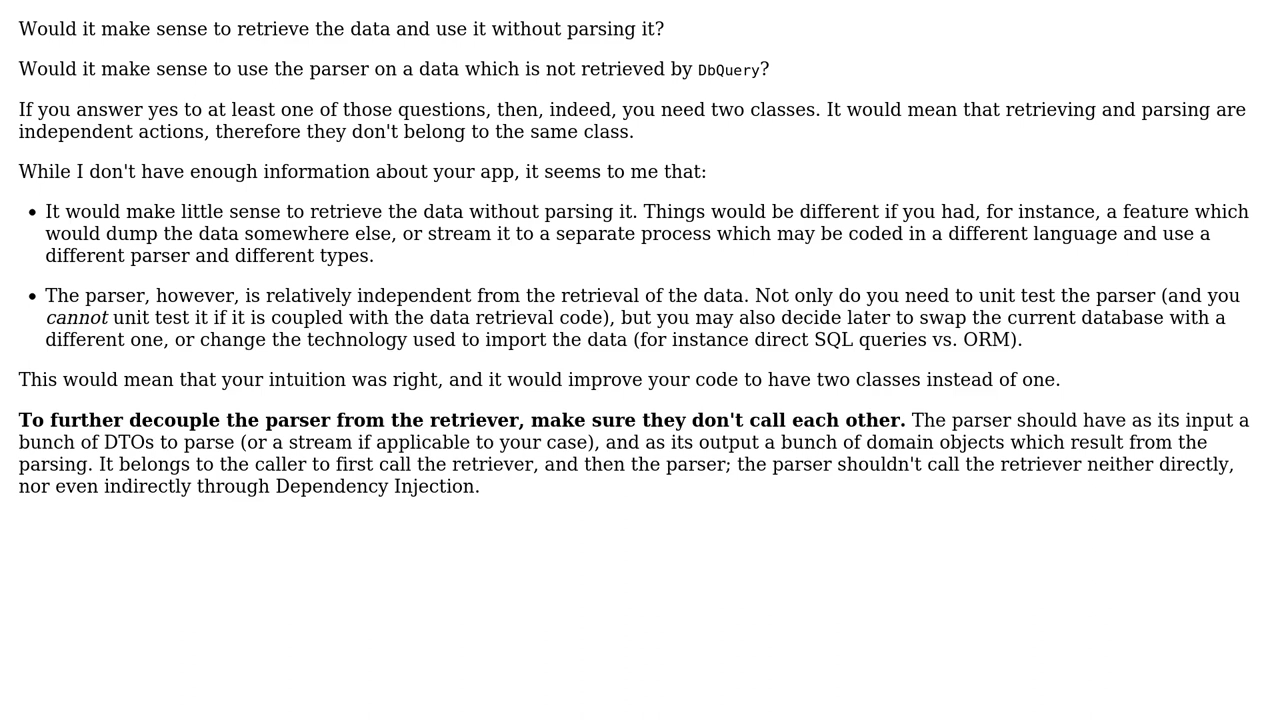 Would it make sense to retrieve the data and use it without parsing it?
Would it make sense to use the parser on a data which is not retrieved by DbQuery?
If you answer yes to at least one of those questions, then, indeed, you need two classes. It would mean that retrieving and parsing are
independent actions, therefore they don't belong to the same class.
While I don't have enough information about your app, it seems to me that:
• It would make little sense to retrieve the data without parsing it. Things would be different if you had, for instance, a feature which
would dump the data somewhere else, or stream it to a separate process which may be coded in a different language and use a
different parser and different types.
• The parser, however, is relatively independent from the retrieval of the data. Not only do you need to unit test the parser (and you
cannot unit test it if it is coupled with the data retrieval code), but you may also decide later to swap the current database with a
different one, or change the technology used to import the data (for instance direct SQL queries vs. ORM).
This would mean that your intuition was right, and it would improve your code to have two classes instead of one.
To further decouple the parser from the retriever, make sure they don't call each other. The parser should have as its input a
bunch of DTOs to parse (or a stream if applicable to your case), and as its output a bunch of domain objects which result from the
parsing. It belongs to the caller to first call the retriever, and then the parser; the parser shouldn't call the retriever neither directly,
nor even indirectly through Dependency Injection.